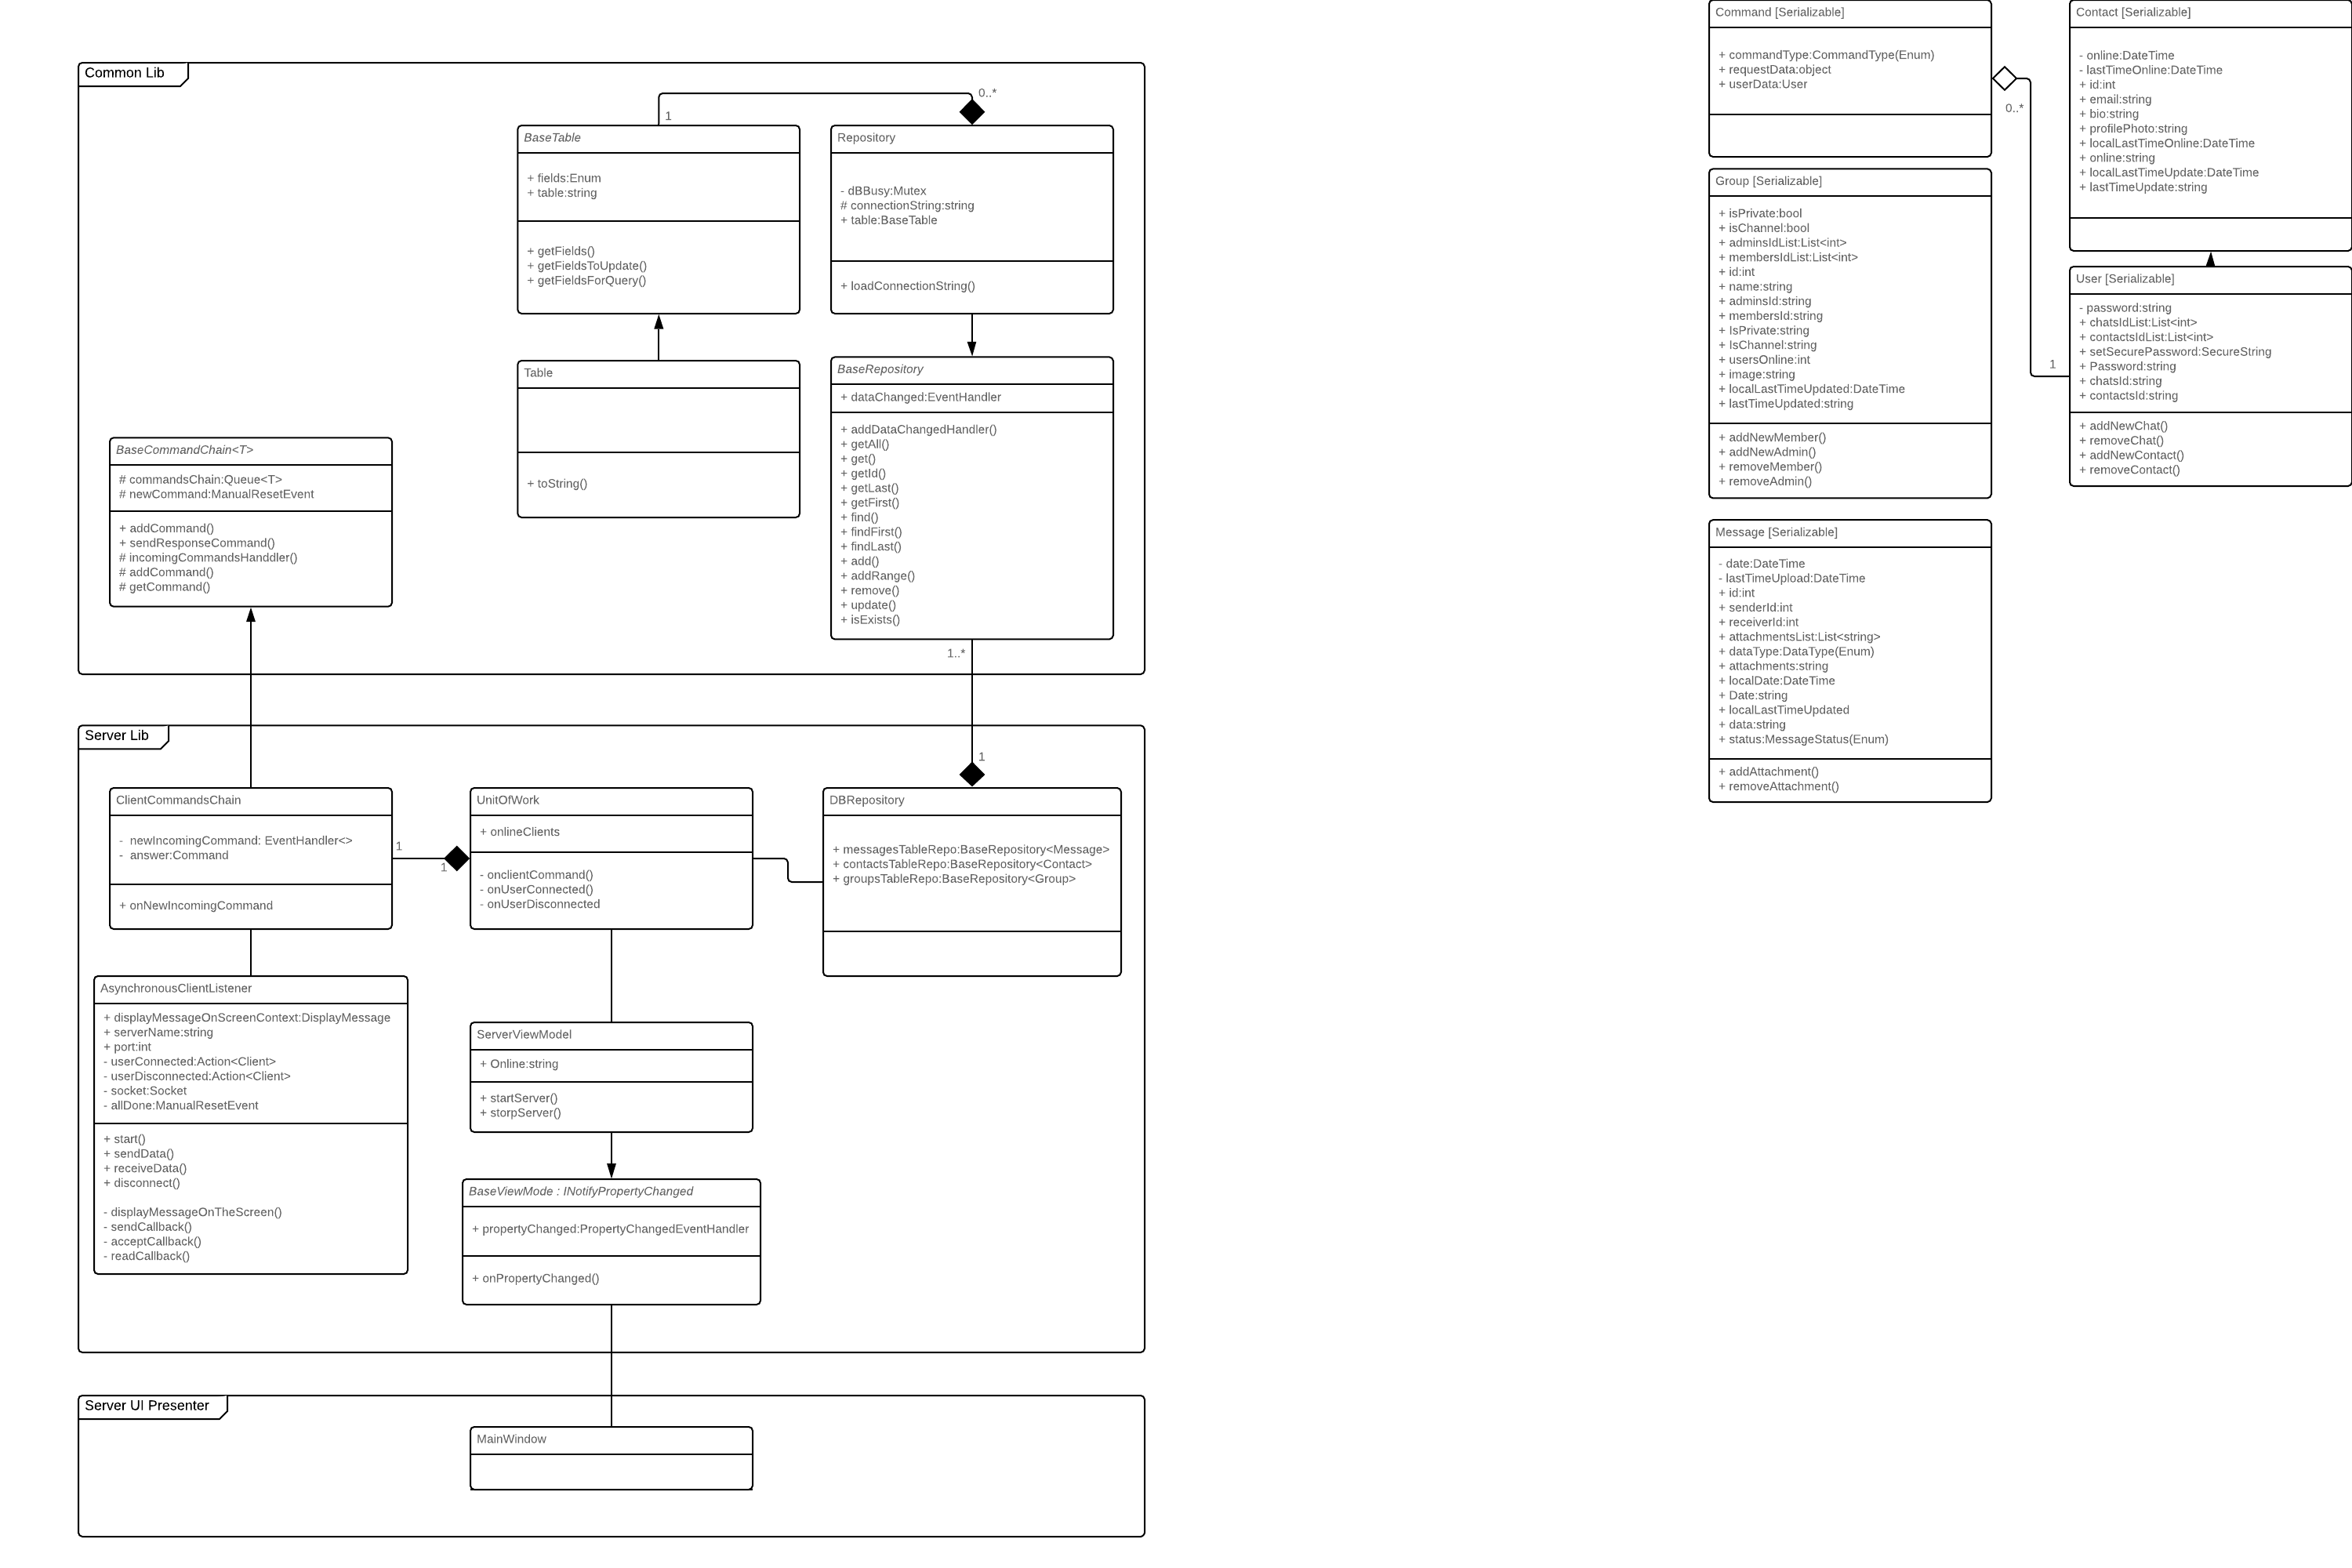 Common Lib
1
0..*
BaseTable
+ fields:Enum
+ table:string
+ getFields()
+ getFieldsToUpdate()
+ getFieldsForQuery()
Repository
- dBBusy:Mutex
# connectionString:string
+ table:BaseTable
+ loadConnectionString()
Table
+ toString()
BaseRepository
+ dataChanged:EventHandler
+ addDataChangedHandler()
+ getAll()
+ get()
+ getId()
+ getLast()
+ getFirst()
+ find()
+ findFirst()
+ findLast()
+ add()
+ addRange()
+ remove()
+ update()
+ isExists()
1..*
BaseCommandChain<T>
# commandsChain:Queue<T>
# newCommand:ManualResetEvent
+ addCommand()
+ sendResponseCommand()
# incomingCommandsHanddler()
# addCommand()
# getCommand()
Server Lib
1
ClientCommandsChain
- newIncomingCommand: EventHandler<>
- answer:Command
+ onNewIncomingCommand
1
1
UnitOfWork
+ onlineClients
- onclientCommand()
- onUserConnected()
- onUserDisconnected
DBRepository
+ messagesTableRepo:BaseRepository<Message>
+ contactsTableRepo:BaseRepository<Contact>
+ groupsTableRepo:BaseRepository<Group>
AsynchronousClientListener
+ displayMessageOnScreenContext:DisplayMessage
+ serverName:string
+ port:int
- userConnected:Action<Client>
- userDisconnected:Action<Client>
- socket:Socket
- allDone:ManualResetEvent
+ start()
+ sendData()
+ receiveData()
+ disconnect()
- displayMessageOnTheScreen()
- sendCallback()
- acceptCallback()
- readCallback()
ServerViewModel
+ Online:string
+ startServer()
+ storpServer()
BaseViewMode : INotifyPropertyChanged
+ propertyChanged:PropertyChangedEventHandler
+ onPropertyChanged()
Server UI Presenter
MainWindow
Command [Serializable]
+ commandType:CommandType(Enum)
+ requestData:object
+ userData:User
0..*
1
Contact [Serializable]
- online:DateTime
- lastTimeOnline:DateTime
+ id:int
+ email:string
+ bio:string
+ profilePhoto:string
+ localLastTimeOnline:DateTime
+ online:string
+ localLastTimeUpdate:DateTime
+ lastTimeUpdate:string
Group [Serializable]
+ isPrivate:bool
+ isChannel:bool
+ adminsIdList:List<int>
+ membersIdList:List<int>
+ id:int
+ name:string
+ adminsId:string
+ membersId:string
+ IsPrivate:string
+ IsChannel:string
+ usersOnline:int
+ image:string
+ localLastTimeUpdated:DateTime
+ lastTimeUpdated:string
+ addNewMember()
+ addNewAdmin()
+ removeMember()
+ removeAdmin()
User [Serializable]
- password:string
+ chatsIdList:List<int>
+ contactsIdList:List<int>
+ setSecurePassword:SecureString
+ Password:string
+ chatsId:string
+ contactsId:string
+ addNewChat()
+ removeChat()
+ addNewContact()
+ removeContact()
Message [Serializable]
- date:DateTime
- lastTimeUpload:DateTime
+ id:int
+ senderId:int
+ receiverId:int
+ attachmentsList:List<string>
+ dataType:DataType(Enum)
+ attachments:string
+ localDate:DateTime
+ Date:string
+ localLastTimeUpdated
+ data:string
+ status:MessageStatus(Enum)
+ addAttachment()
+ removeAttachment()